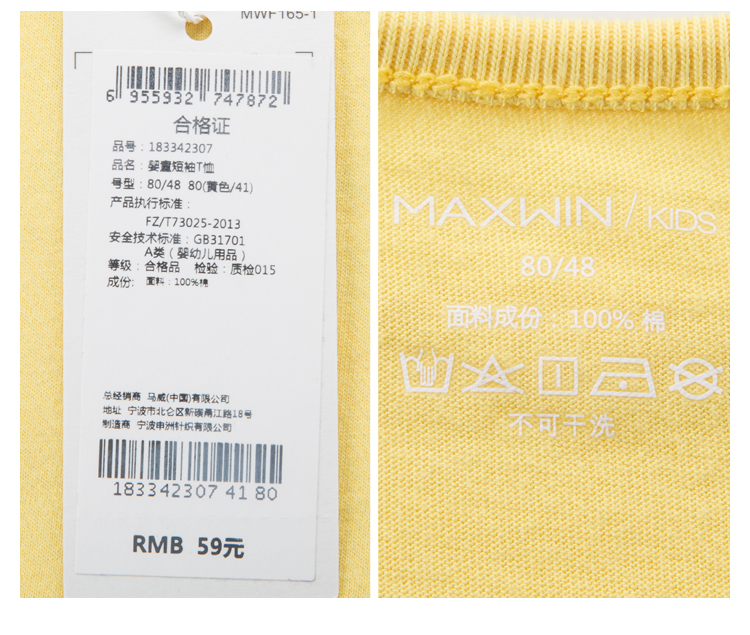 MWF165-1
6 955932 747872
合格证
品号：183342307
品名：婴童短袖T恤
号型：80/48 80(黄色/41)
产品执行标准：
FZ/T73025-2013
安全技术标准：GB31701
A类（婴幼儿用品）
等级：合格品 检验：质检015
成份: 面料：100%棉
总经销商 马威(中国)有限公司
地址 宁波市北仑区新碶甬江路18号
制造商 宁波申洲针织有限公司
183342307 41 80
RMB 59元
MAXWIN / KIDS
80/48
面料成份：100% 棉
不可干洗